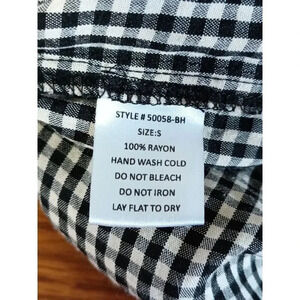 STYLE # 50058-BH
SIZE:S
100% RAYON
HAND WASH COLD
DO NOT BLEACH
DO NOT IRON
LAY FLAT TO DRY